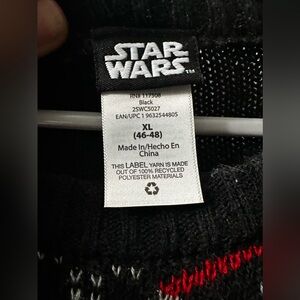 STAR
WARS™
RN# 117508
Black
25WC5027
EAN/UPC 1 9632544805
XL
(46-48)
Made In/Hecho En
China
THIS LABEL YARN IS MADE
OUT OF 100% RECYCLED
POLYESTER MATERIALS